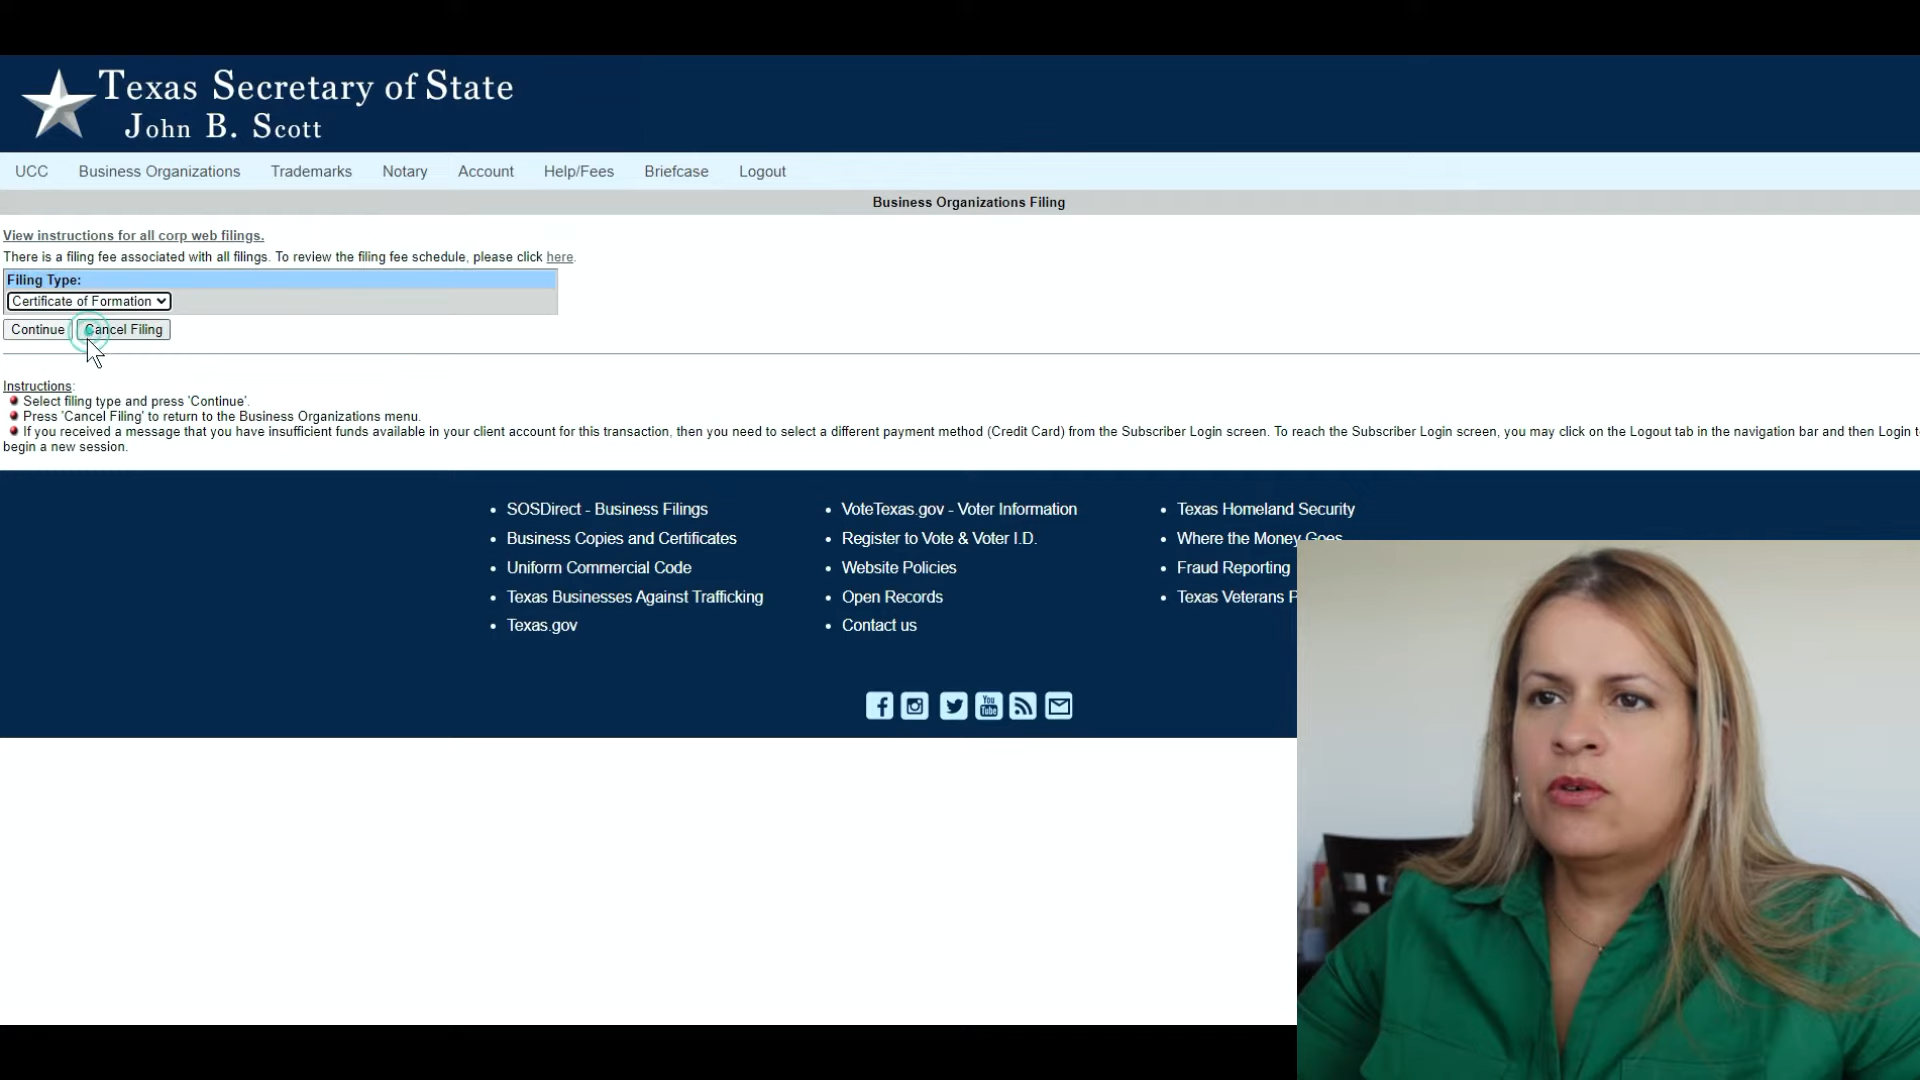 Texas Secretary of State
John B. Scott
UCC Business Organizations Trademarks Notary Account Help/Fees Briefcase Logout
Business Organizations Filing
View instructions for all corp web filings.
There is a filing fee associated with all filings. To review the filing fee schedule, please click here.
Filing Type:
Certificate of Formation
Continue Cancel Filing
Instructions:
Select filing type and press 'Continue'.
Press 'Cancel Filing' to return to the Business Organizations menu.
If you received a message that you have insufficient funds available in your client account for this transaction, then you need to select a different payment method (Credit Card) from the Subscriber Login screen. To reach the Subscriber Login screen, you may click on the Logout tab in the navigation bar and then Login
begin a new session.
• SOSDirect - Business Filings
• Business Copies and Certificates
• Uniform Commercial Code
• Texas Businesses Against Trafficking
• Texas.gov
• VoteTexas.gov - Voter Information
• Register to Vote & Voter I.D.
• Website Policies
• Open Records
• Contact us
• Texas Homeland Security
• Where the Money Goes
• Fraud Reporting
• Texas Veterans
You
Tube